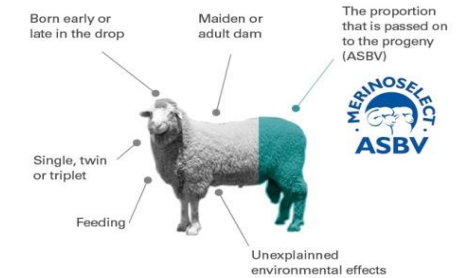 Born early or
late in the drop
Maiden or
adult dam
The proportion
that is passed on
to the progeny
(ASBV)
MERINOSELECT
ASBV
Single, twin
or triplet
Feeding
Unexplainned
environmental effects